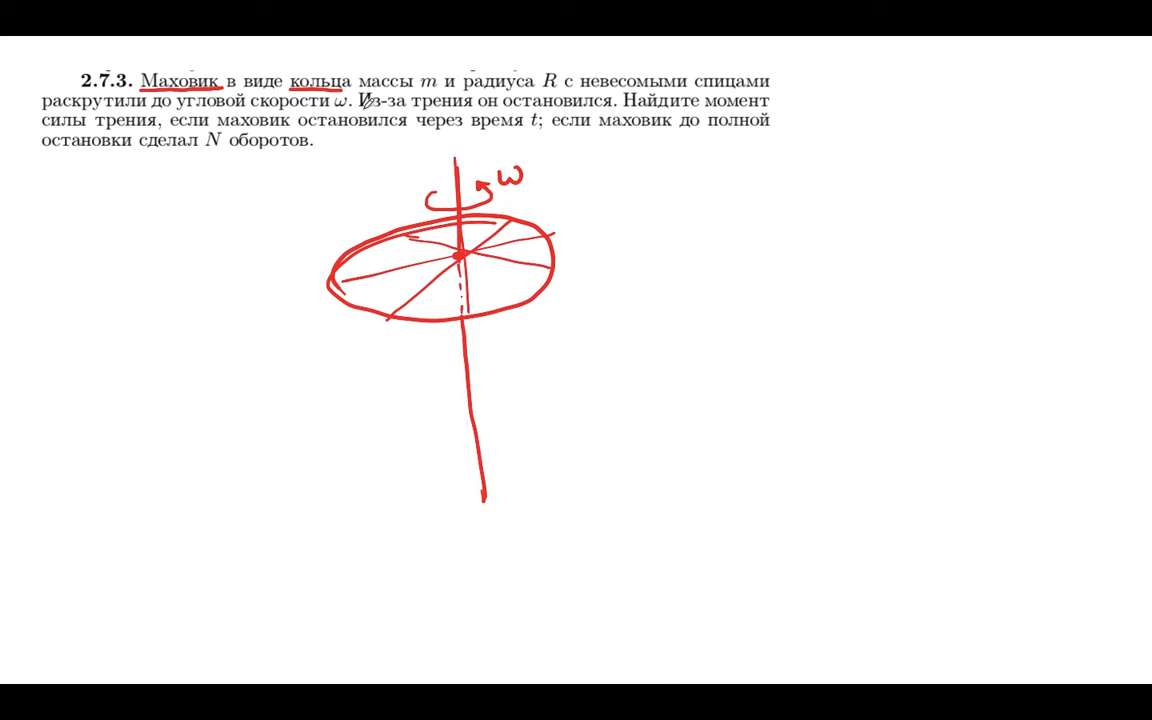 2.7.3. Маховик в виде кольца массы m и радиуса R с невесомыми спицами
раскрутили до угловой скорости ω. Из-за трения он остановился. Найдите момент
силы трения, если маховик остановился через время t; если маховик до полной
остановки сделал N оборотов.
ω